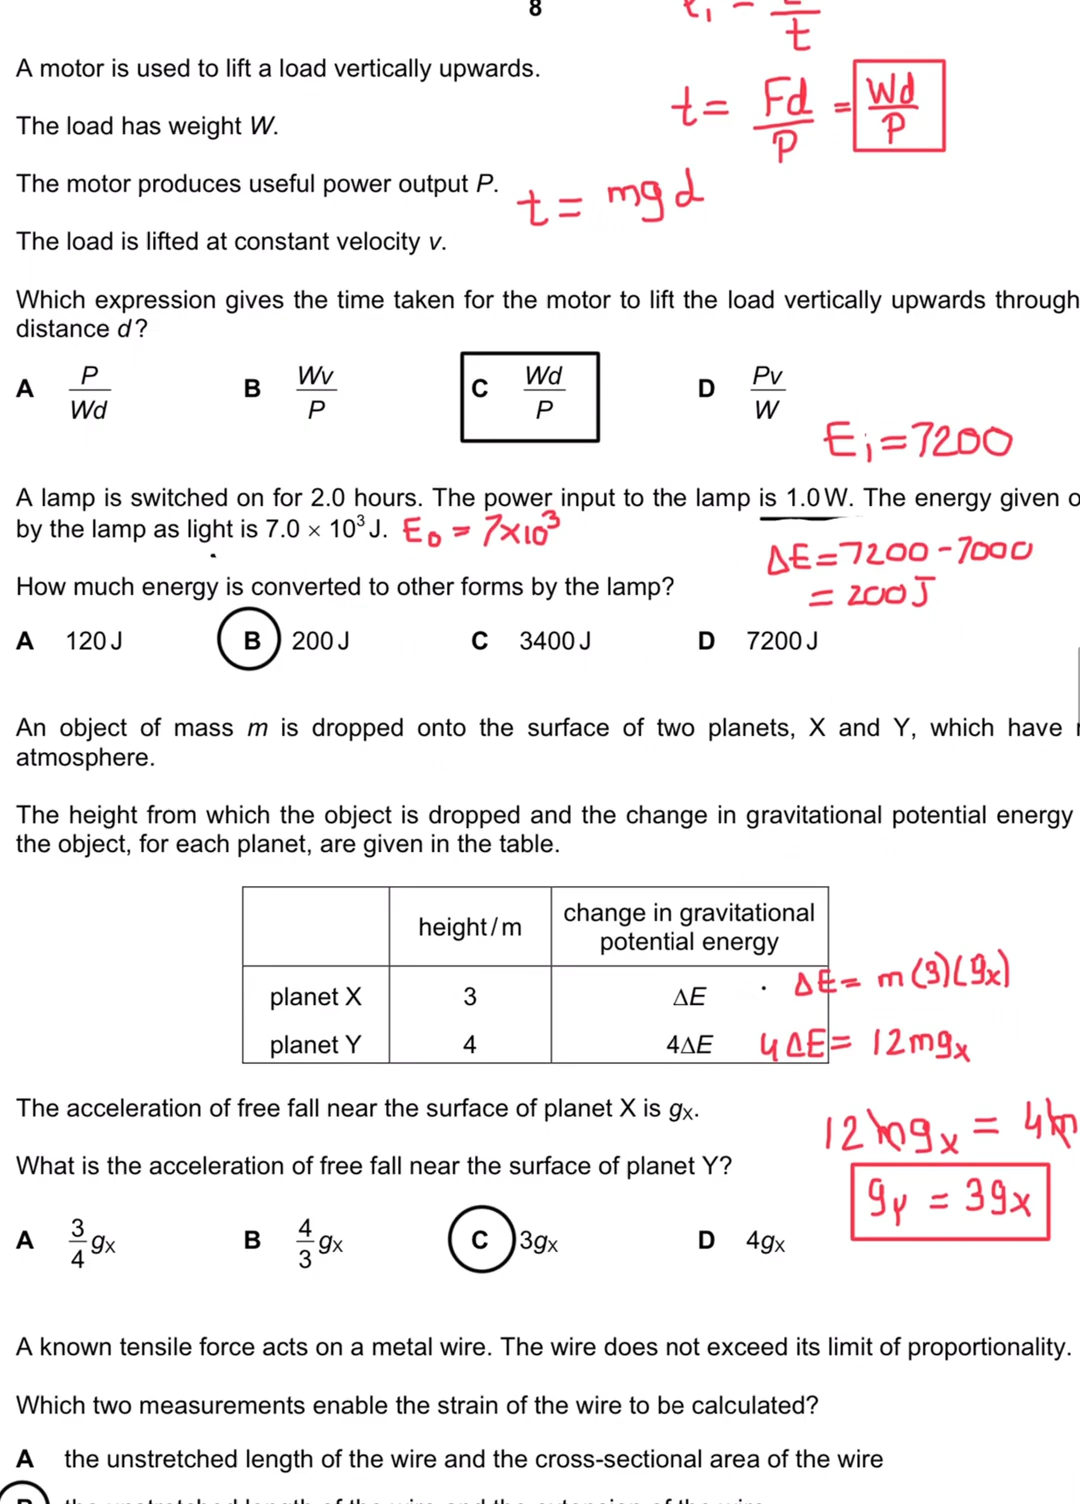 8
t
A motor is used to lift a load vertically upwards.
t = Fd/P = Wd/P
The load has weight W.
The motor produces useful power output P.
t = mgd
The load is lifted at constant velocity v.
Which expression gives the time taken for the motor to lift the load vertically upwards through
distance d?
A P/Wd B Wv/P C Wd/P D Pv/W
E₁=7200
A lamp is switched on for 2.0 hours. The power input to the lamp is 1.0W. The energy given
by the lamp as light is 7.0 × 10³ J. E₀ = 7×10³
ΔE=7200-7000
= 200J
How much energy is converted to other forms by the lamp?
A 120J B 200J C 3400J D 7200J
An object of mass m is dropped onto the surface of two planets, X and Y, which have
atmosphere.
The height from which the object is dropped and the change in gravitational potential energy
the object, for each planet, are given in the table.
height/m change in gravitational
potential energy
planet X 3 ΔE ΔE= m(3)(gx)
planet Y 4 4ΔE 4ΔE= 12mgx
The acceleration of free fall near the surface of planet X is gX.
12mgx = 4m
What is the acceleration of free fall near the surface of planet Y?
gy = 3gx
A 3/4 gX B 4/3 gX C 3gX D 4gX
A known tensile force acts on a metal wire. The wire does not exceed its limit of proportionality.
Which two measurements enable the strain of the wire to be calculated?
A the unstretched length of the wire and the cross-sectional area of the wire